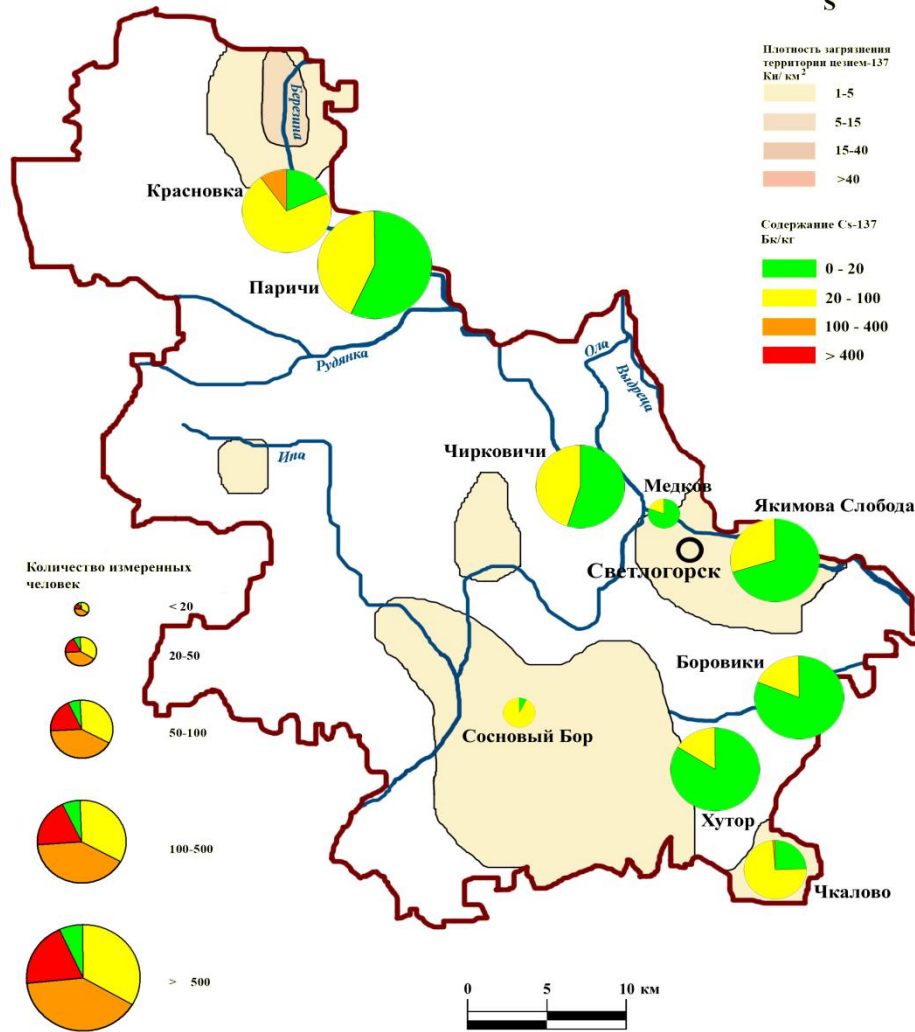 S
Плотность загрязнения
территории цезием-137
Ки/ км²
1-5
5-15
15-40
>40
Березина
Красновка
Содержание Cs-137
Бк/кг
0 - 20
20 - 100
100 - 400
> 400
Паричи
Рудянка
Ола
Выдреца
Ипа
Чирковичи
Медков
Якимова Слобода
Светлогорск
Количество измеренных
человек
< 20
20-50
50-100
100-500
> 500
Боровики
Сосновый Бор
Хутор
Чкалово
0 5 10 км